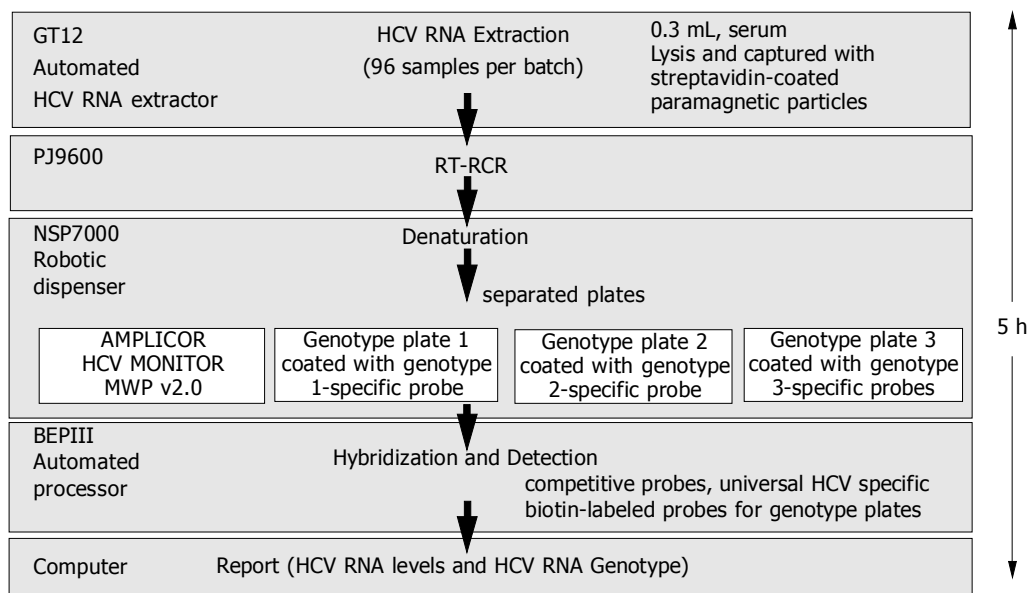 GT12
Automated
HCV RNA extractor
HCV RNA Extraction
(96 samples per batch)
0.3 mL, serum
Lysis and captured with
streptavidin-coated
paramagnetic particles
PJ9600
RT-RCR
NSP7000
Robotic
dispenser
Denaturation
separated plates
AMPLICOR
HCV MONITOR
MWP v2.0
Genotype plate 1
coated with genotype
1-specific probe
Genotype plate 2
coated with genotype
2-specific probe
Genotype plate 3
coated with genotype
3-specific probes
BEPIII
Automated
processor
Hybridization and Detection
competitive probes, universal HCV specific
biotin-labeled probes for genotype plates
Computer
Report (HCV RNA levels and HCV RNA Genotype)
5 h